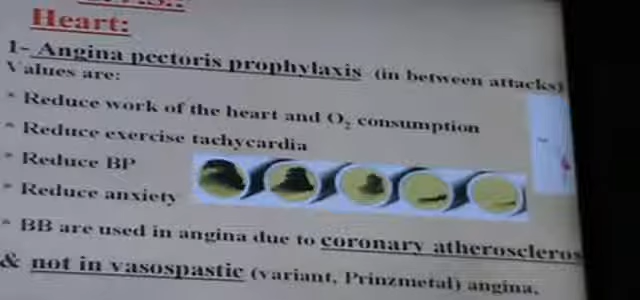 Heart:
1- Angina pectoris prophylaxis (in between attacks)
Values are:
* Reduce work of the heart and O₂ consumption
* Reduce exercise tachycardia
* Reduce BP
* Reduce anxiety
* BB are used in angina due to coronary atheroscleros
& not in vasospastic (variant, Prinzmetal) angina.